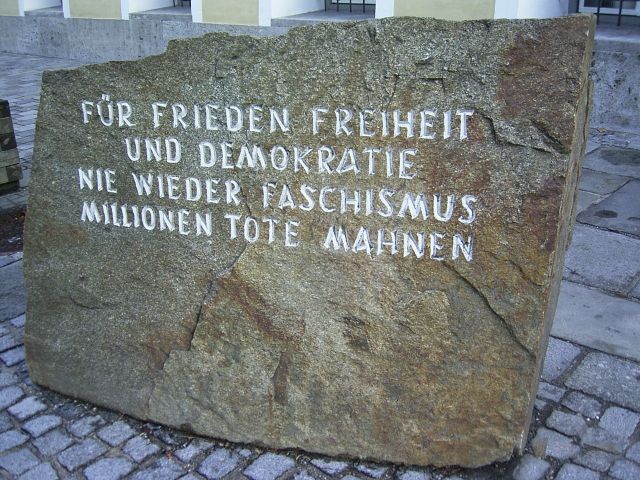 FÜR FRIEDEN FREIHEIT
UND DEMOKRATIE
NIE WIEDER FASCHISMUS
MILLIONEN TOTE MAHNEN